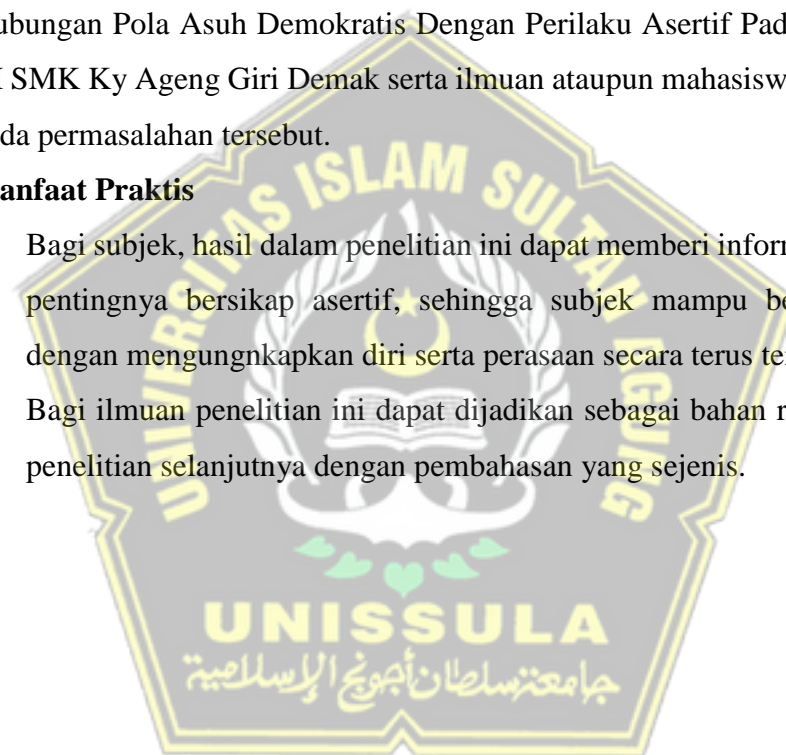 ubungan Pola Asuh Demokratis Dengan Perilaku Asertif Pad
SMK Ky Ageng Giri Demak serta ilmuan ataupun mahasisw
da permasalahan tersebut.
anfaat Praktis
Bagi subjek, hasil dalam penelitian ini dapat memberi inforr
pentingnya bersikap asertif, sehingga subjek mampu be
dengan mengungnkapkan diri serta perasaan secara terus te
Bagi ilmuan penelitian ini dapat dijadikan sebagai bahan r
penelitian selanjutnya dengan pembahasan yang sejenis.
UNIVERSITAS ISLAM SULTAN AGUNG
UNISSULA
جامعة سلطان أجونج الإسلامية